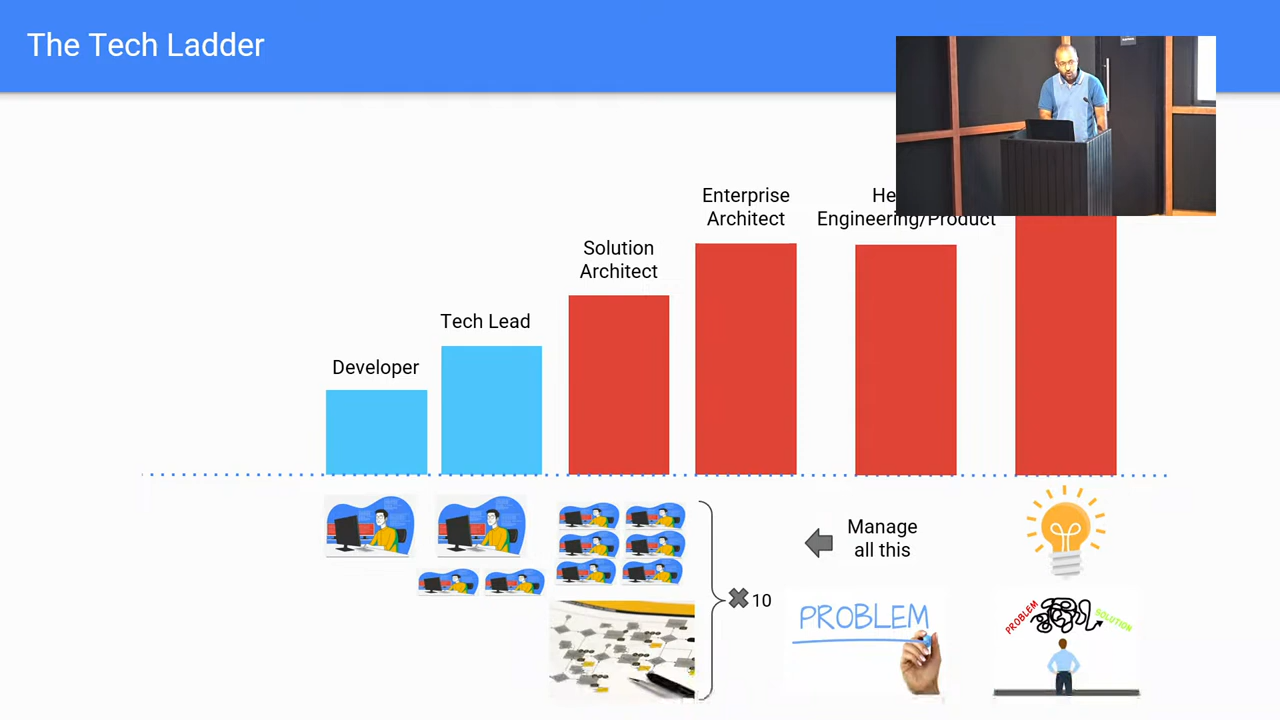 The Tech Ladder
Enterprise
Architect
He
Engineering/Product
Solution
Architect
Tech Lead
Developer
Manage
all this
10
PROBLEM
PROBLEM
SOLUTION